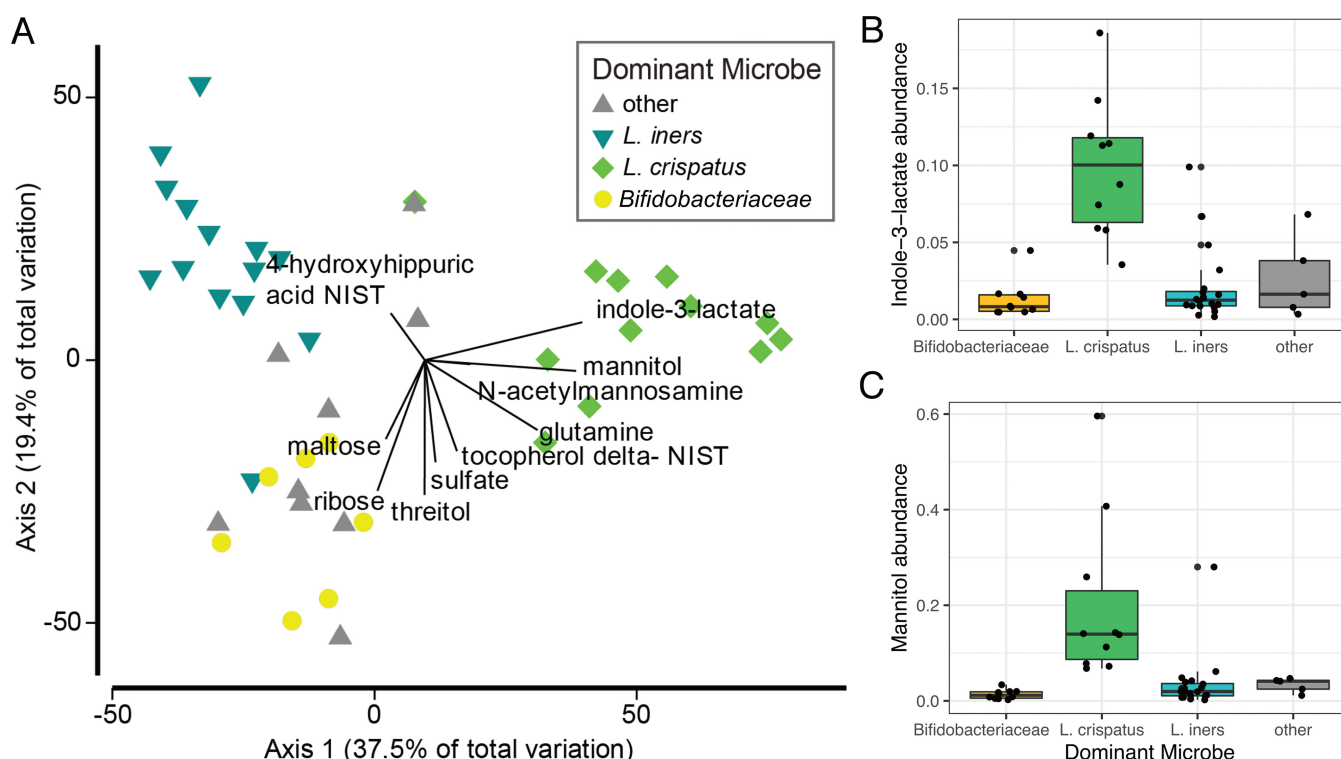 A
50
0
-50
Axis 2 (19.4% of total variation)
-50
0
50
Axis 1 (37.5% of total variation)
Dominant Microbe
other
L. iners
L. crispatus
Bifidobacteriaceae
4-hydroxyhippuric
acid NIST
indole-3-lactate
mannitol
N-acetylmannosamine
glutamine
maltose
tocopherol delta- NIST
sulfate
ribose
threitol
B
Indole−3−lactate abundance
0.15
0.10
0.05
0.00
Bifidobacteriaceae
L. crispatus
L. iners
other
C
Mannitol abundance
0.6
0.4
0.2
0.0
Bifidobacteriaceae
L. crispatus
L. iners
other
Dominant Microbe